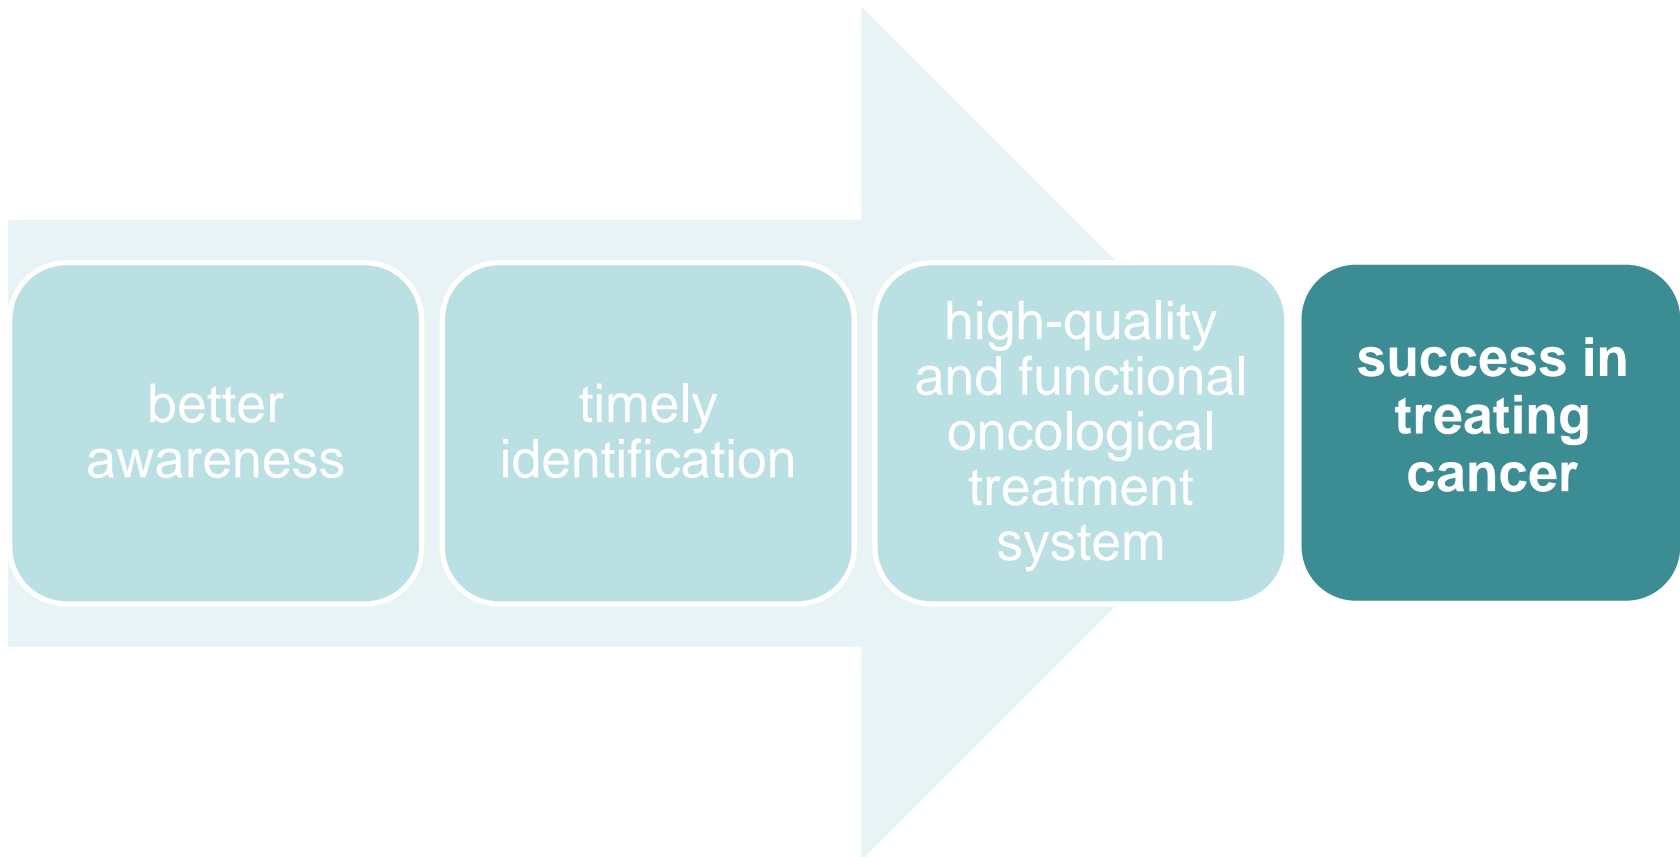 better
awareness
timely
identification
high-quality
and functional
oncological
treatment
system
success in
treating
cancer